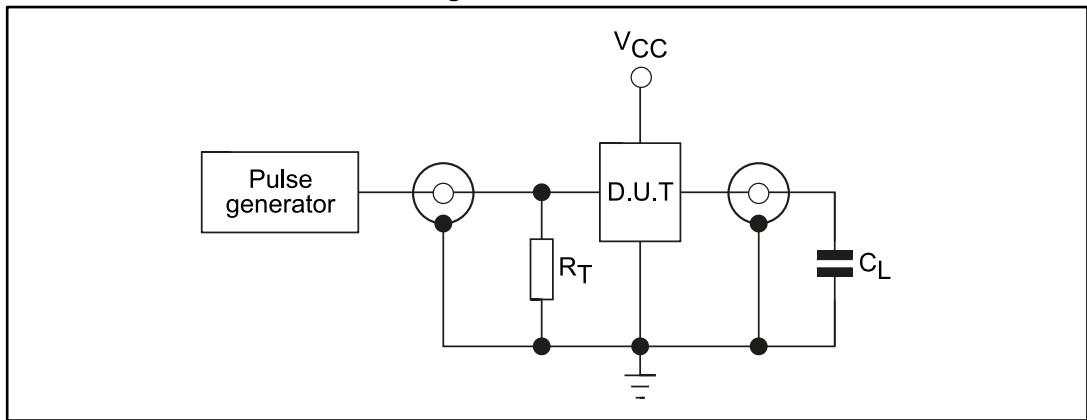 VCC
Pulse
generator
D.U.T
RT
CL